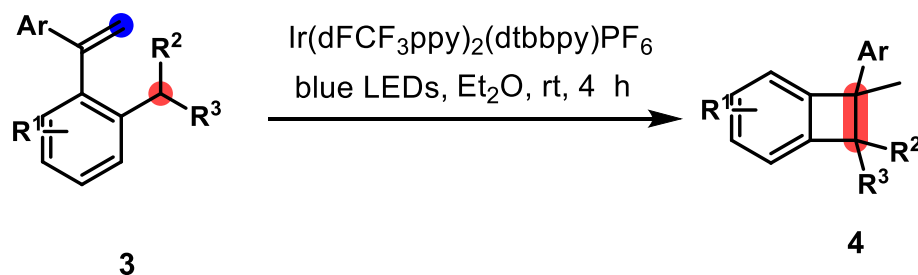 Ar
R²
R³
R¹
3
Ir(dFCF₃ppy)₂(dtbbpy)PF₆
blue LEDs, Et₂O, rt, 4 h
Ar
R¹
R²
R³
4